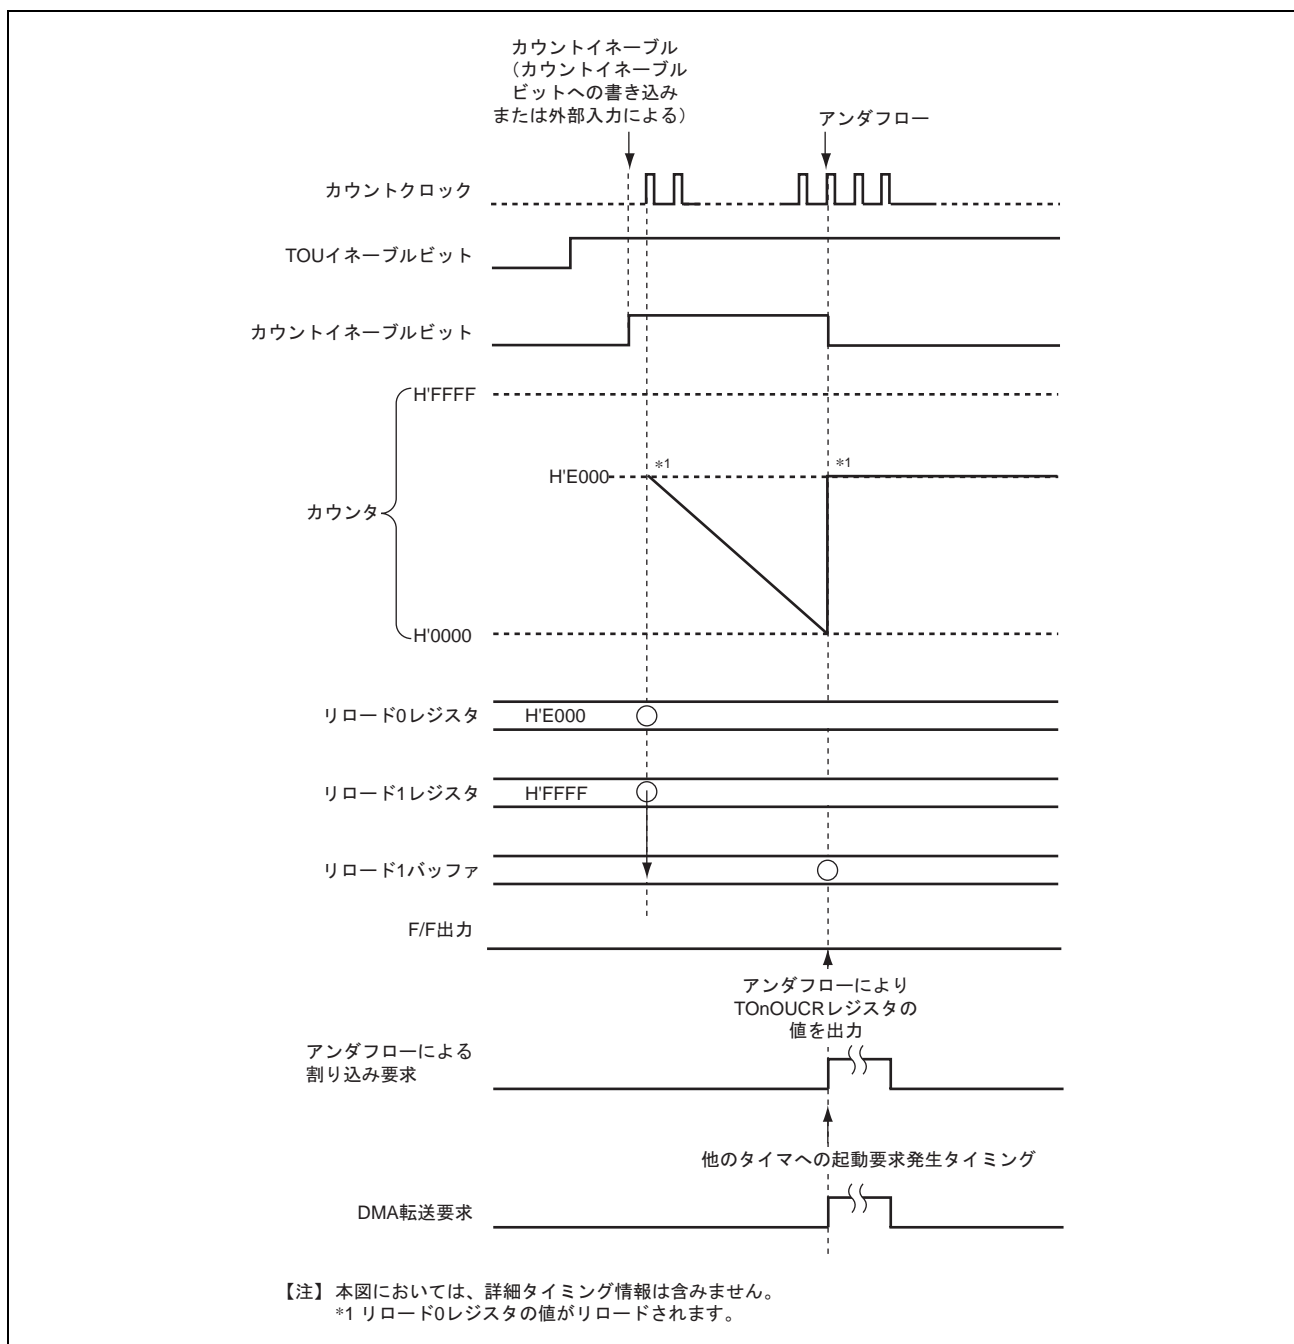 カウントイネーブル
（カウントイネーブル
ビットへの書き込み
または外部入力による）
アンダフロー
カウントクロック
TOUイネーブルビット
カウントイネーブルビット
H'FFFF
*1
*1
H'E000
カウンタ
H'0000
リロード0レジスタ
H'E000
リロード1レジスタ
H'FFFF
リロード1バッファ
F/F出力
アンダフローにより
TOnOUCRレジスタの
値を出力
アンダフローによる
割り込み要求
他のタイマへの起動要求発生タイミング
DMA転送要求
【注】 本図においては、詳細タイミング情報は含みません。
*1 リロード0レジスタの値がリロードされます。